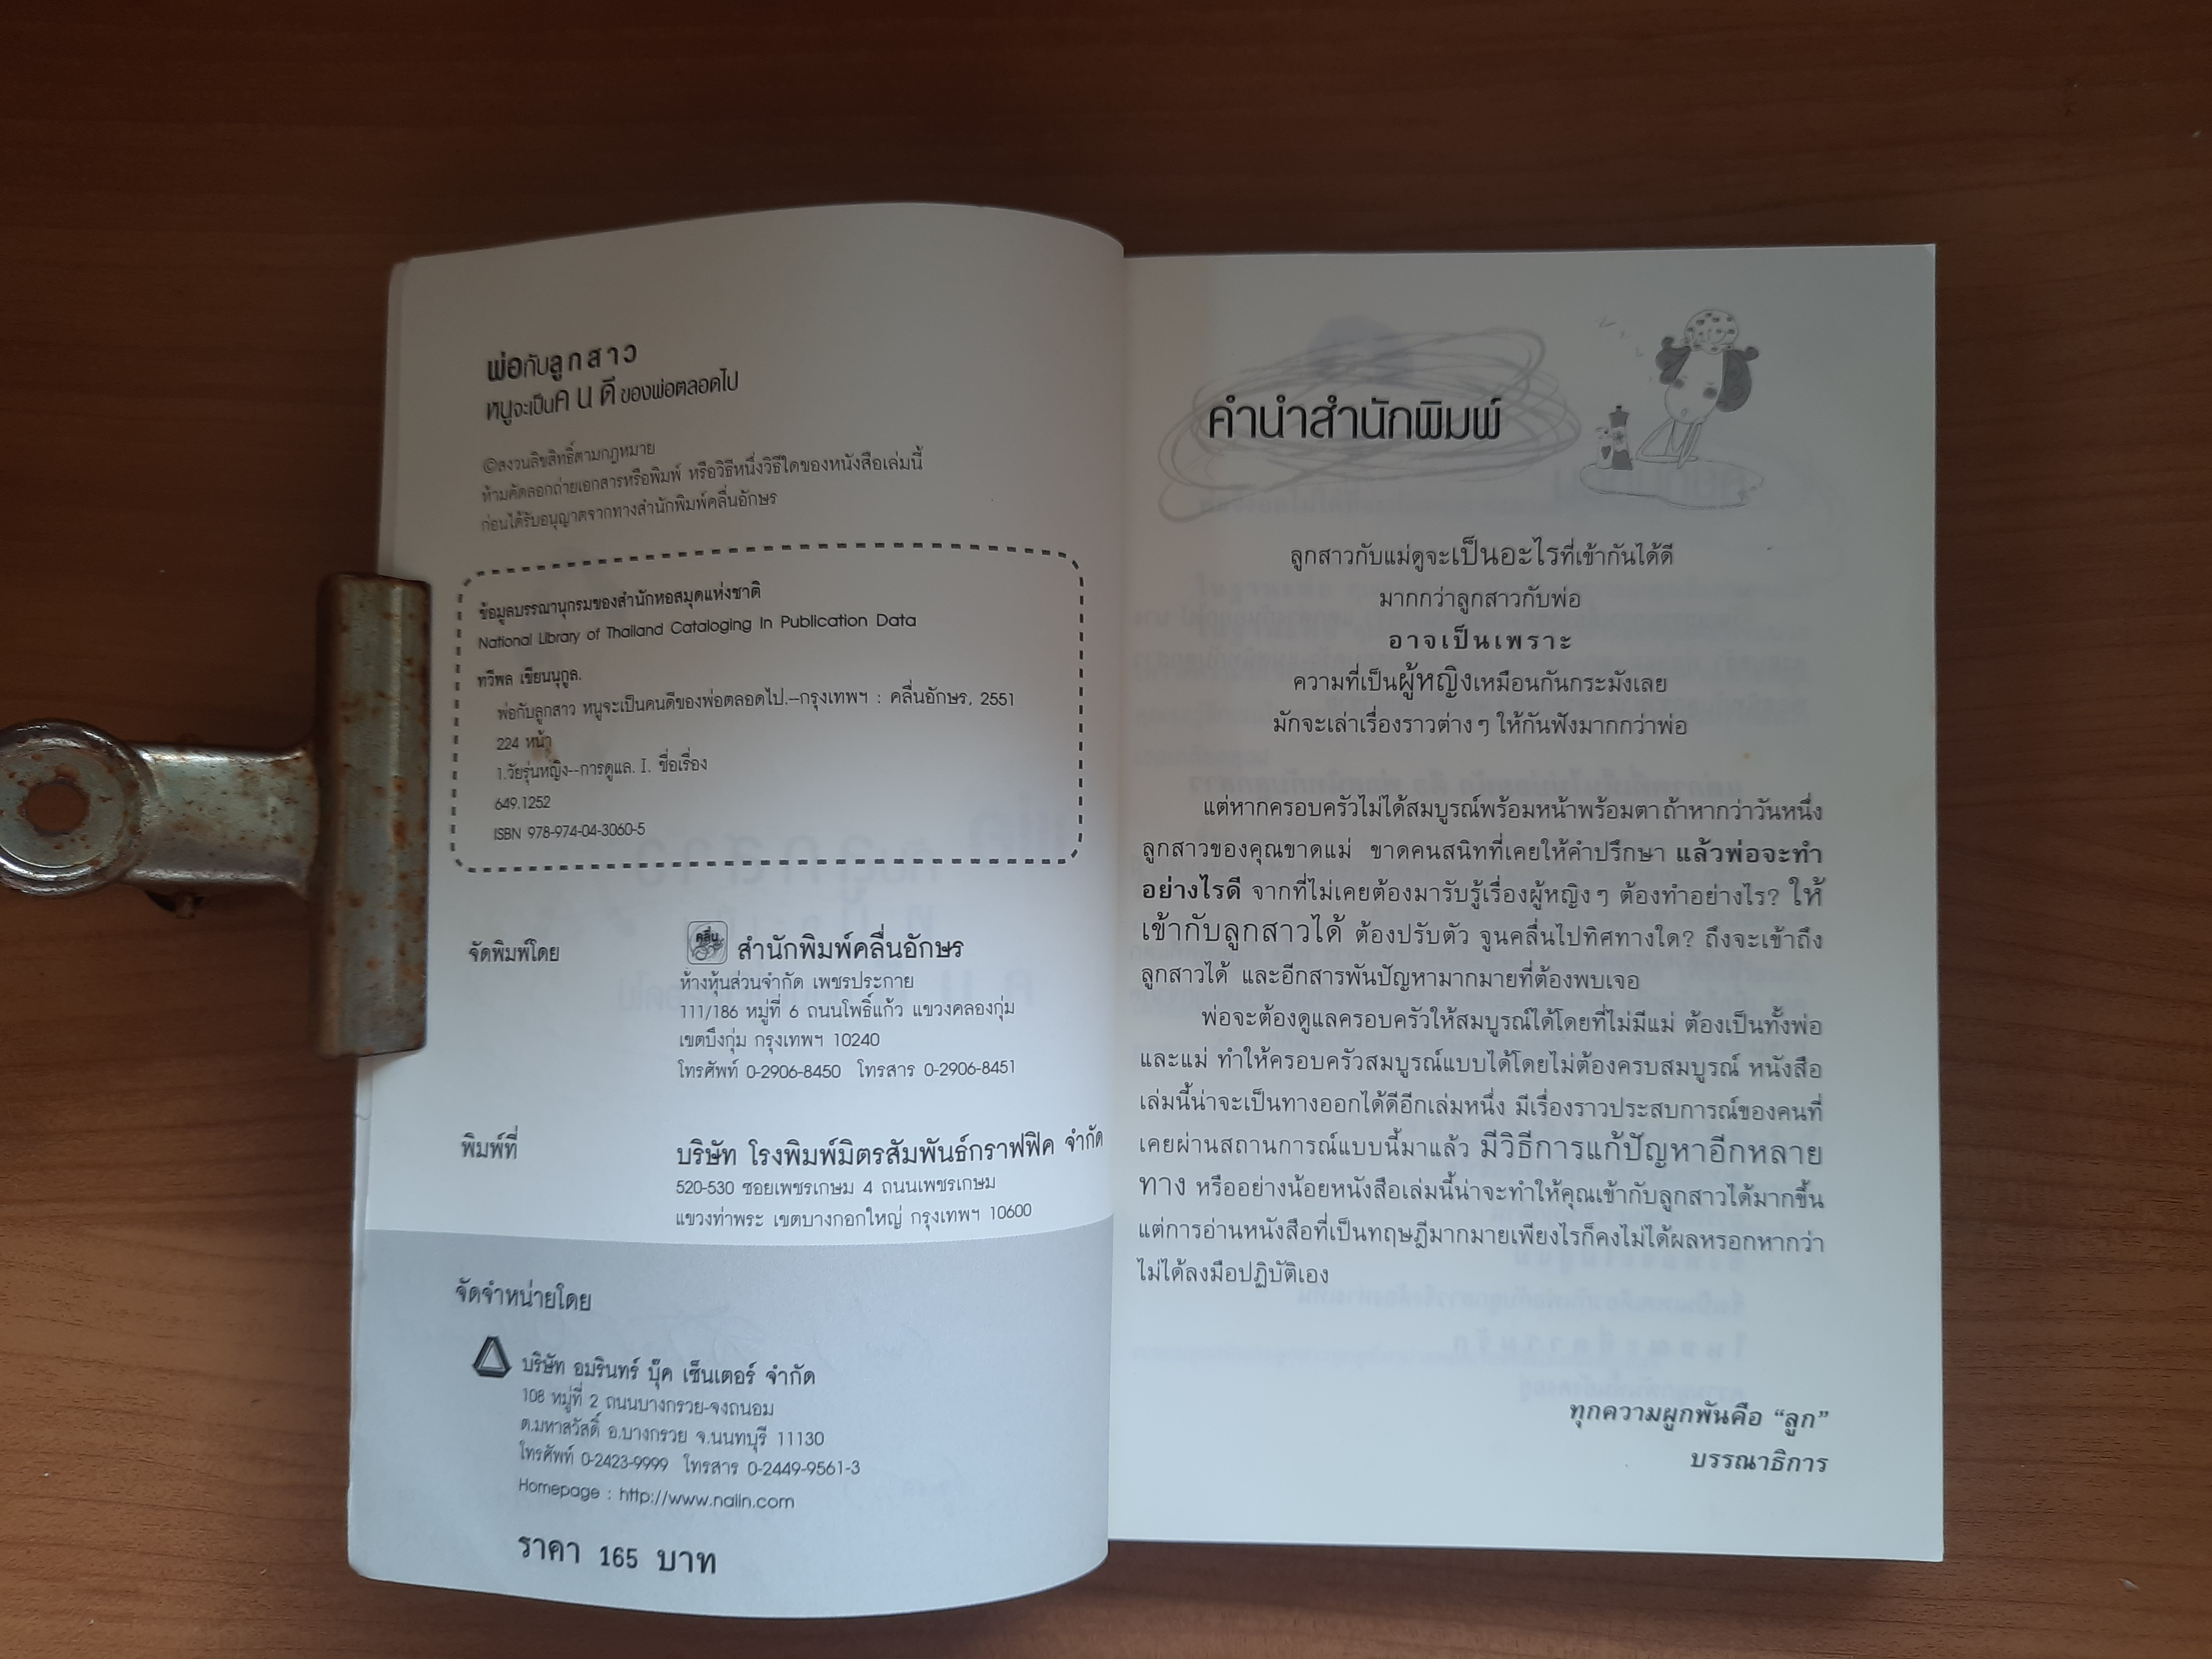 พ่อกับลูกสาว
หนูจะเป็นคนดีของพ่อตลอดไป
©สงวนลิขสิทธิ์ตามกฎหมาย
ห้ามคัดลอกถ่ายเอกสารหรือพิมพ์ หรือวิธีหนึ่งวิธีใดของหนังสือเล่มนี้
ก่อนได้รับอนุญาตจากทางสำนักพิมพ์คลื่นอักษร
ข้อมูลบรรณานุกรมของสำนักหอสมุดแห่งชาติ
National Library of Thailand Cataloging In Publication Data
ทวีพล เขียนนุกูล.
พ่อกับลูกสาว หนูจะเป็นคนดีของพ่อตลอดไป.--กรุงเทพฯ : คลื่นอักษร, 2551
224 หน้า
1.วัยรุ่นหญิง--การดูแล. I. ชื่อเรื่อง
649.1252
ISBN 978-974-04-3060-5
จัดพิมพ์โดย
คลื่น สำนักพิมพ์คลื่นอักษร
ห้างหุ้นส่วนจำกัด เพชรประกาย
111/186 หมู่ที่ 6 ถนนโพธิ์แก้ว แขวงคลองกุ่ม
เขตบึงกุ่ม กรุงเทพฯ 10240
โทรศัพท์ 0-2906-8450 โทรสาร 0-2906-8451
พิมพ์ที่
บริษัท โรงพิมพ์มิตรสัมพันธ์กราฟฟิค จำกัด
520-530 ซอยเพชรเกษม 4 ถนนเพชรเกษม
แขวงท่าพระ เขตบางกอกใหญ่ กรุงเทพฯ 10600
จัดจำหน่ายโดย
บริษัท อมรินทร์ บุ๊ค เซ็นเตอร์ จำกัด
108 หมู่ที่ 2 ถนนบางกรวย-จงถนอม
ต.มหาสวัสดิ์ อ.บางกรวย จ.นนทบุรี 11130
โทรศัพท์ 0-2423-9999 โทรสาร 0-2449-9561-3
Homepage : http://www.naiin.com
ราคา 165 บาท
คำนำสำนักพิมพ์
ลูกสาวกับแม่ดูจะเป็นอะไรที่เข้ากันได้ดี
มากกว่าลูกสาวกับพ่อ
อาจเป็นเพราะ
ความที่เป็นผู้หญิงเหมือนกันกระมังเลย
มักจะเล่าเรื่องราวต่างๆ ให้กันฟังมากกว่าพ่อ
แต่หากครอบครัวไม่ได้สมบูรณ์พร้อมหน้าพร้อมตาถ้าหากว่าวันหนึ่ง
ลูกสาวของคุณขาดแม่ ขาดคนสนิทที่เคยให้คำปรึกษา แล้วพ่อจะทำ
อย่างไรดี จากที่ไม่เคยต้องมารับรู้เรื่องผู้หญิงๆ ต้องทำอย่างไร? ให้
เข้ากับลูกสาวได้ ต้องปรับตัว จูนคลื่นไปทิศทางใด? ถึงจะเข้าถึง
ลูกสาวได้ และอีกสารพันปัญหามากมายที่ต้องพบเจอ
พ่อจะต้องดูแลครอบครัวให้สมบูรณ์ได้โดยที่ไม่มีแม่ ต้องเป็นทั้งพ่อ
และแม่ ทำให้ครอบครัวสมบูรณ์แบบได้โดยไม่ต้องครบสมบูรณ์ หนังสือ
เล่มนี้น่าจะเป็นทางออกได้ดีอีกเล่มหนึ่ง มีเรื่องราวประสบการณ์ของคนที่
เคยผ่านสถานการณ์แบบนี้มาแล้ว มีวิธีการแก้ปัญหาอีกหลาย
ทาง หรืออย่างน้อยหนังสือเล่มนี้น่าจะทำให้คุณเข้ากับลูกสาวได้มากขึ้น
แต่การอ่านหนังสือที่เป็นทฤษฎีมากมายเพียงไรก็คงไม่ได้ผลหรอกหากว่า
ไม่ได้ลงมือปฏิบัติเอง
ทุกความผูกพันคือ “ลูก”
บรรณาธิการ